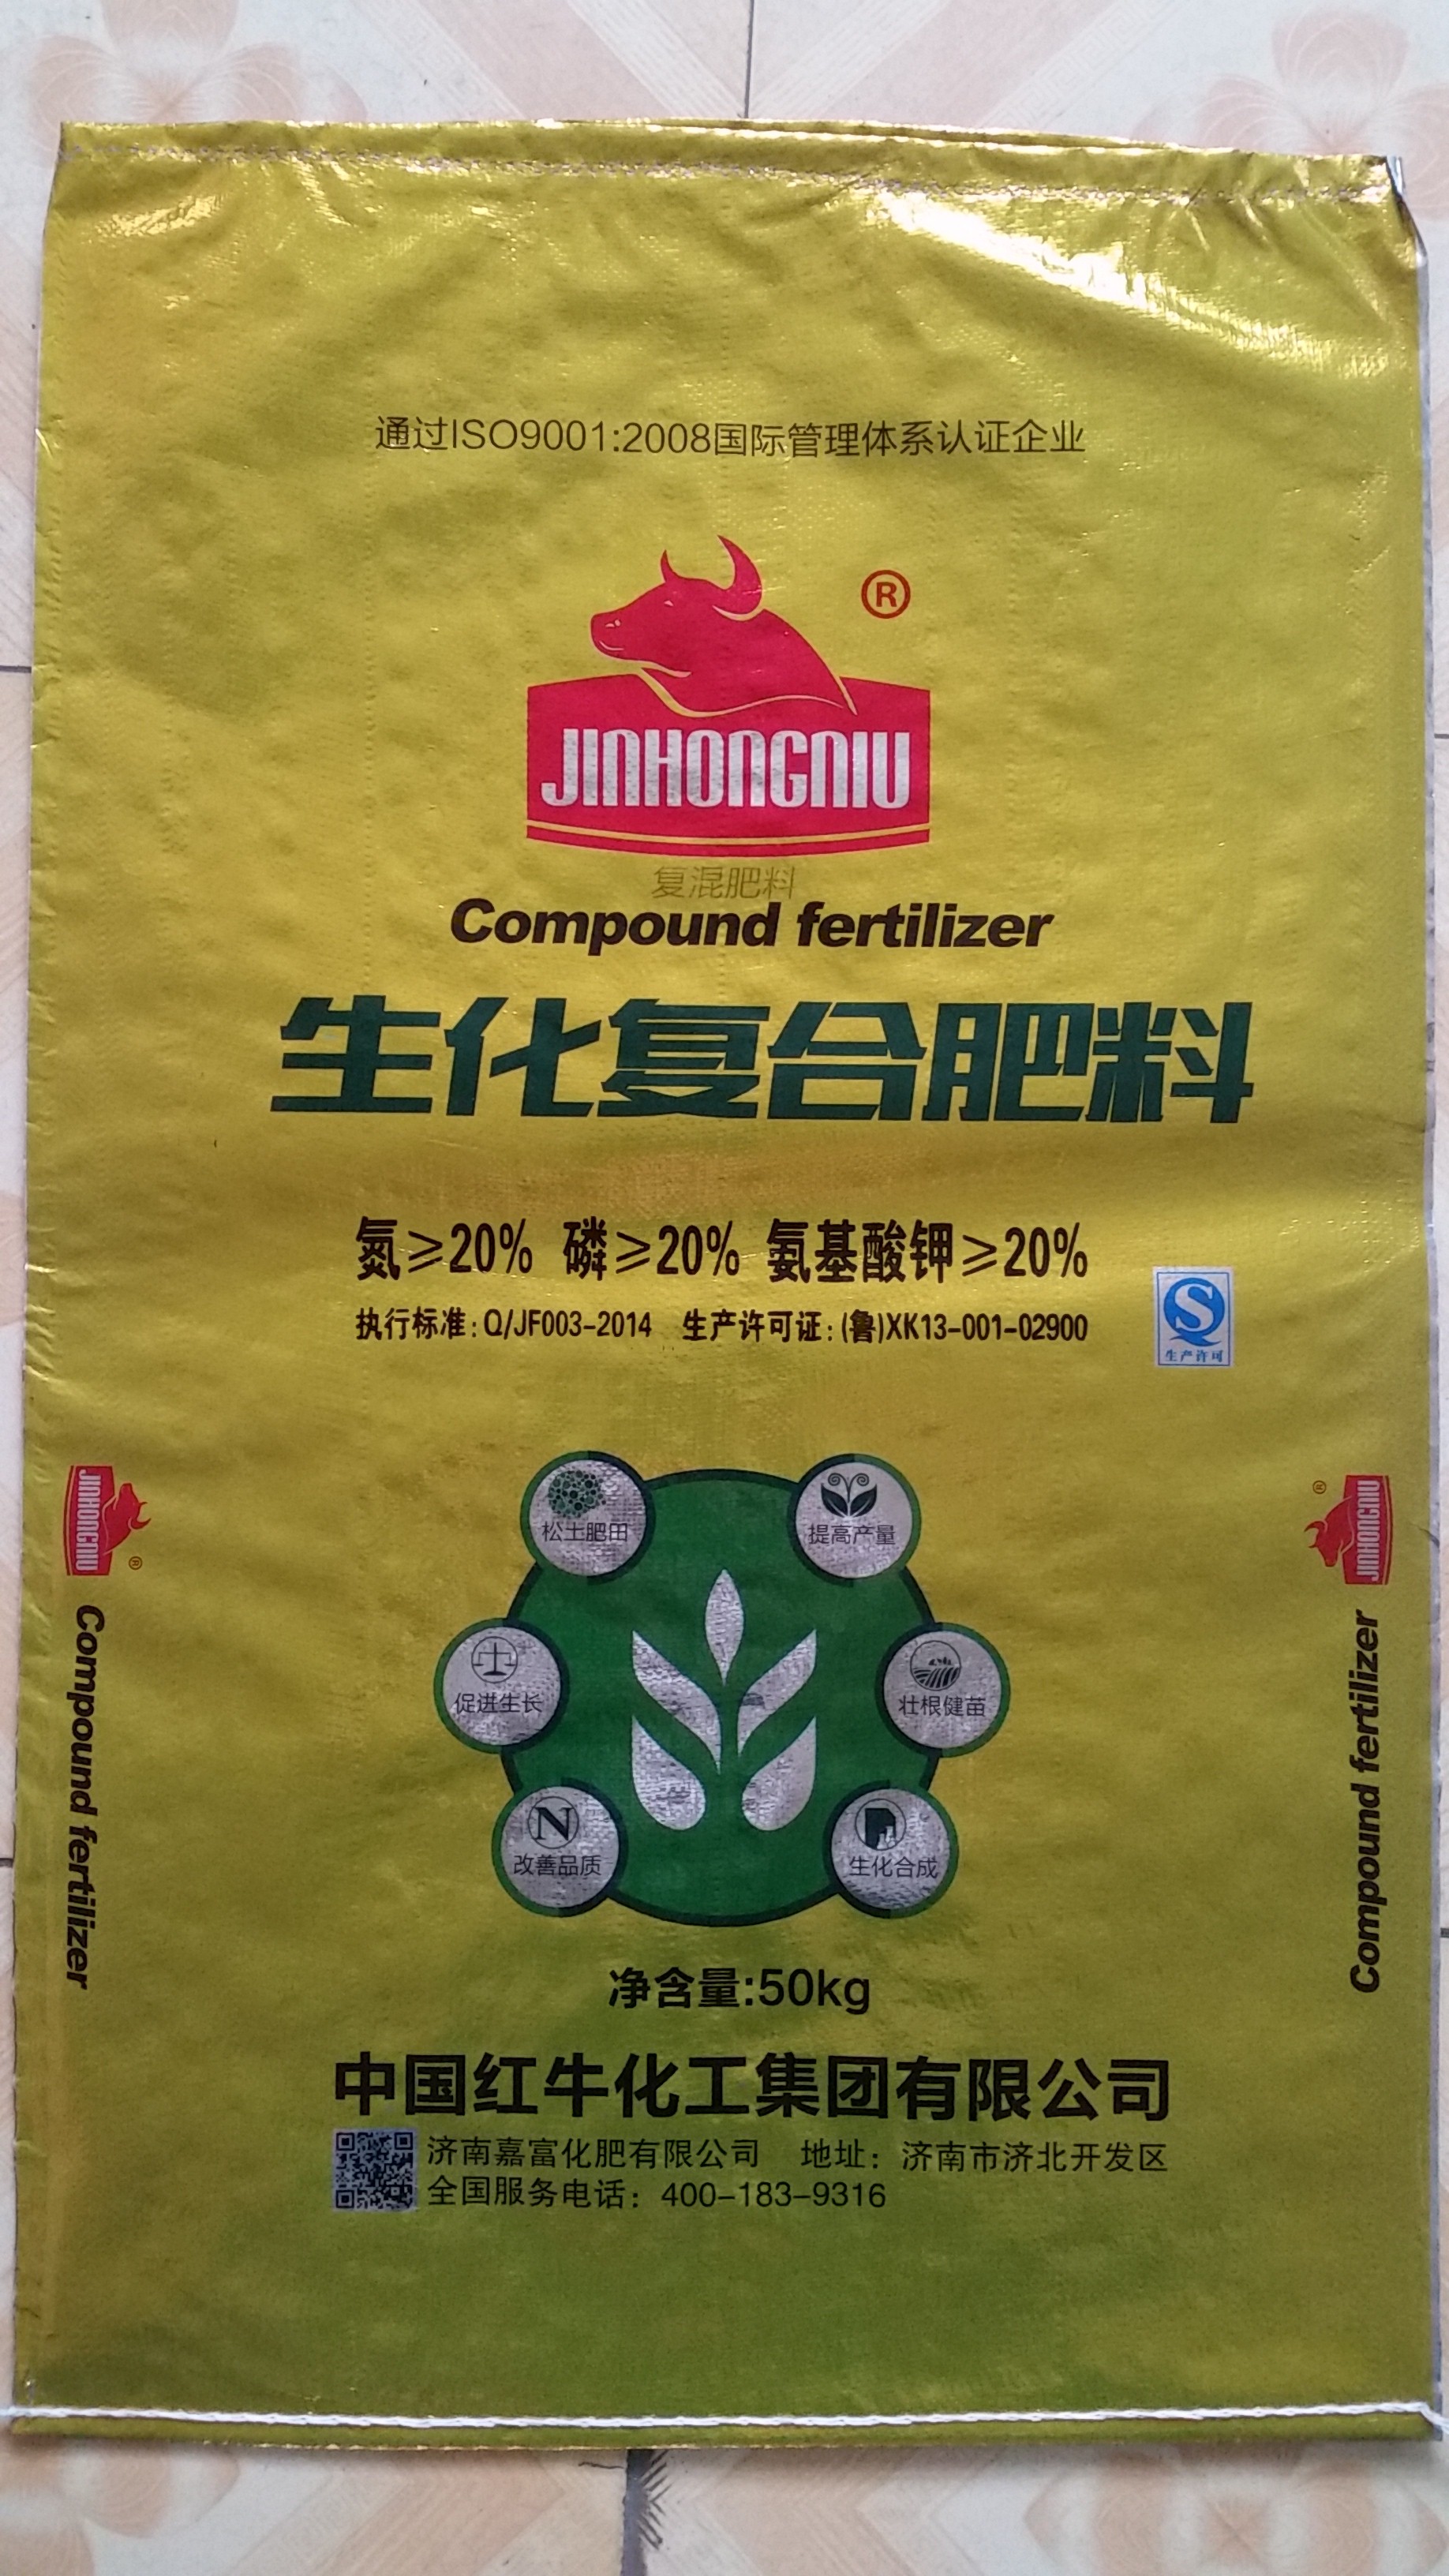 通过ISO9001:2008国际管理体系认证企业
®
JINHONGNIU
复混肥料
Compound fertilizer
生化复合肥料
氮≥20% 磷≥20% 氨基酸钾≥20%
执行标准:Q/JF003-2014 生产许可证:(鲁)XK13-001-02900
S
生产许可
松土肥田
提高产量
促进生长
壮根健苗
N
改善品质
生化合成
JINHONGNIU ®
Compound fertilizer
JINHONGNIU ®
Compound fertilizer
净含量:50kg
中国红牛化工集团有限公司
济南嘉富化肥有限公司 地址：济南市济北开发区
全国服务电话：400-183-9316